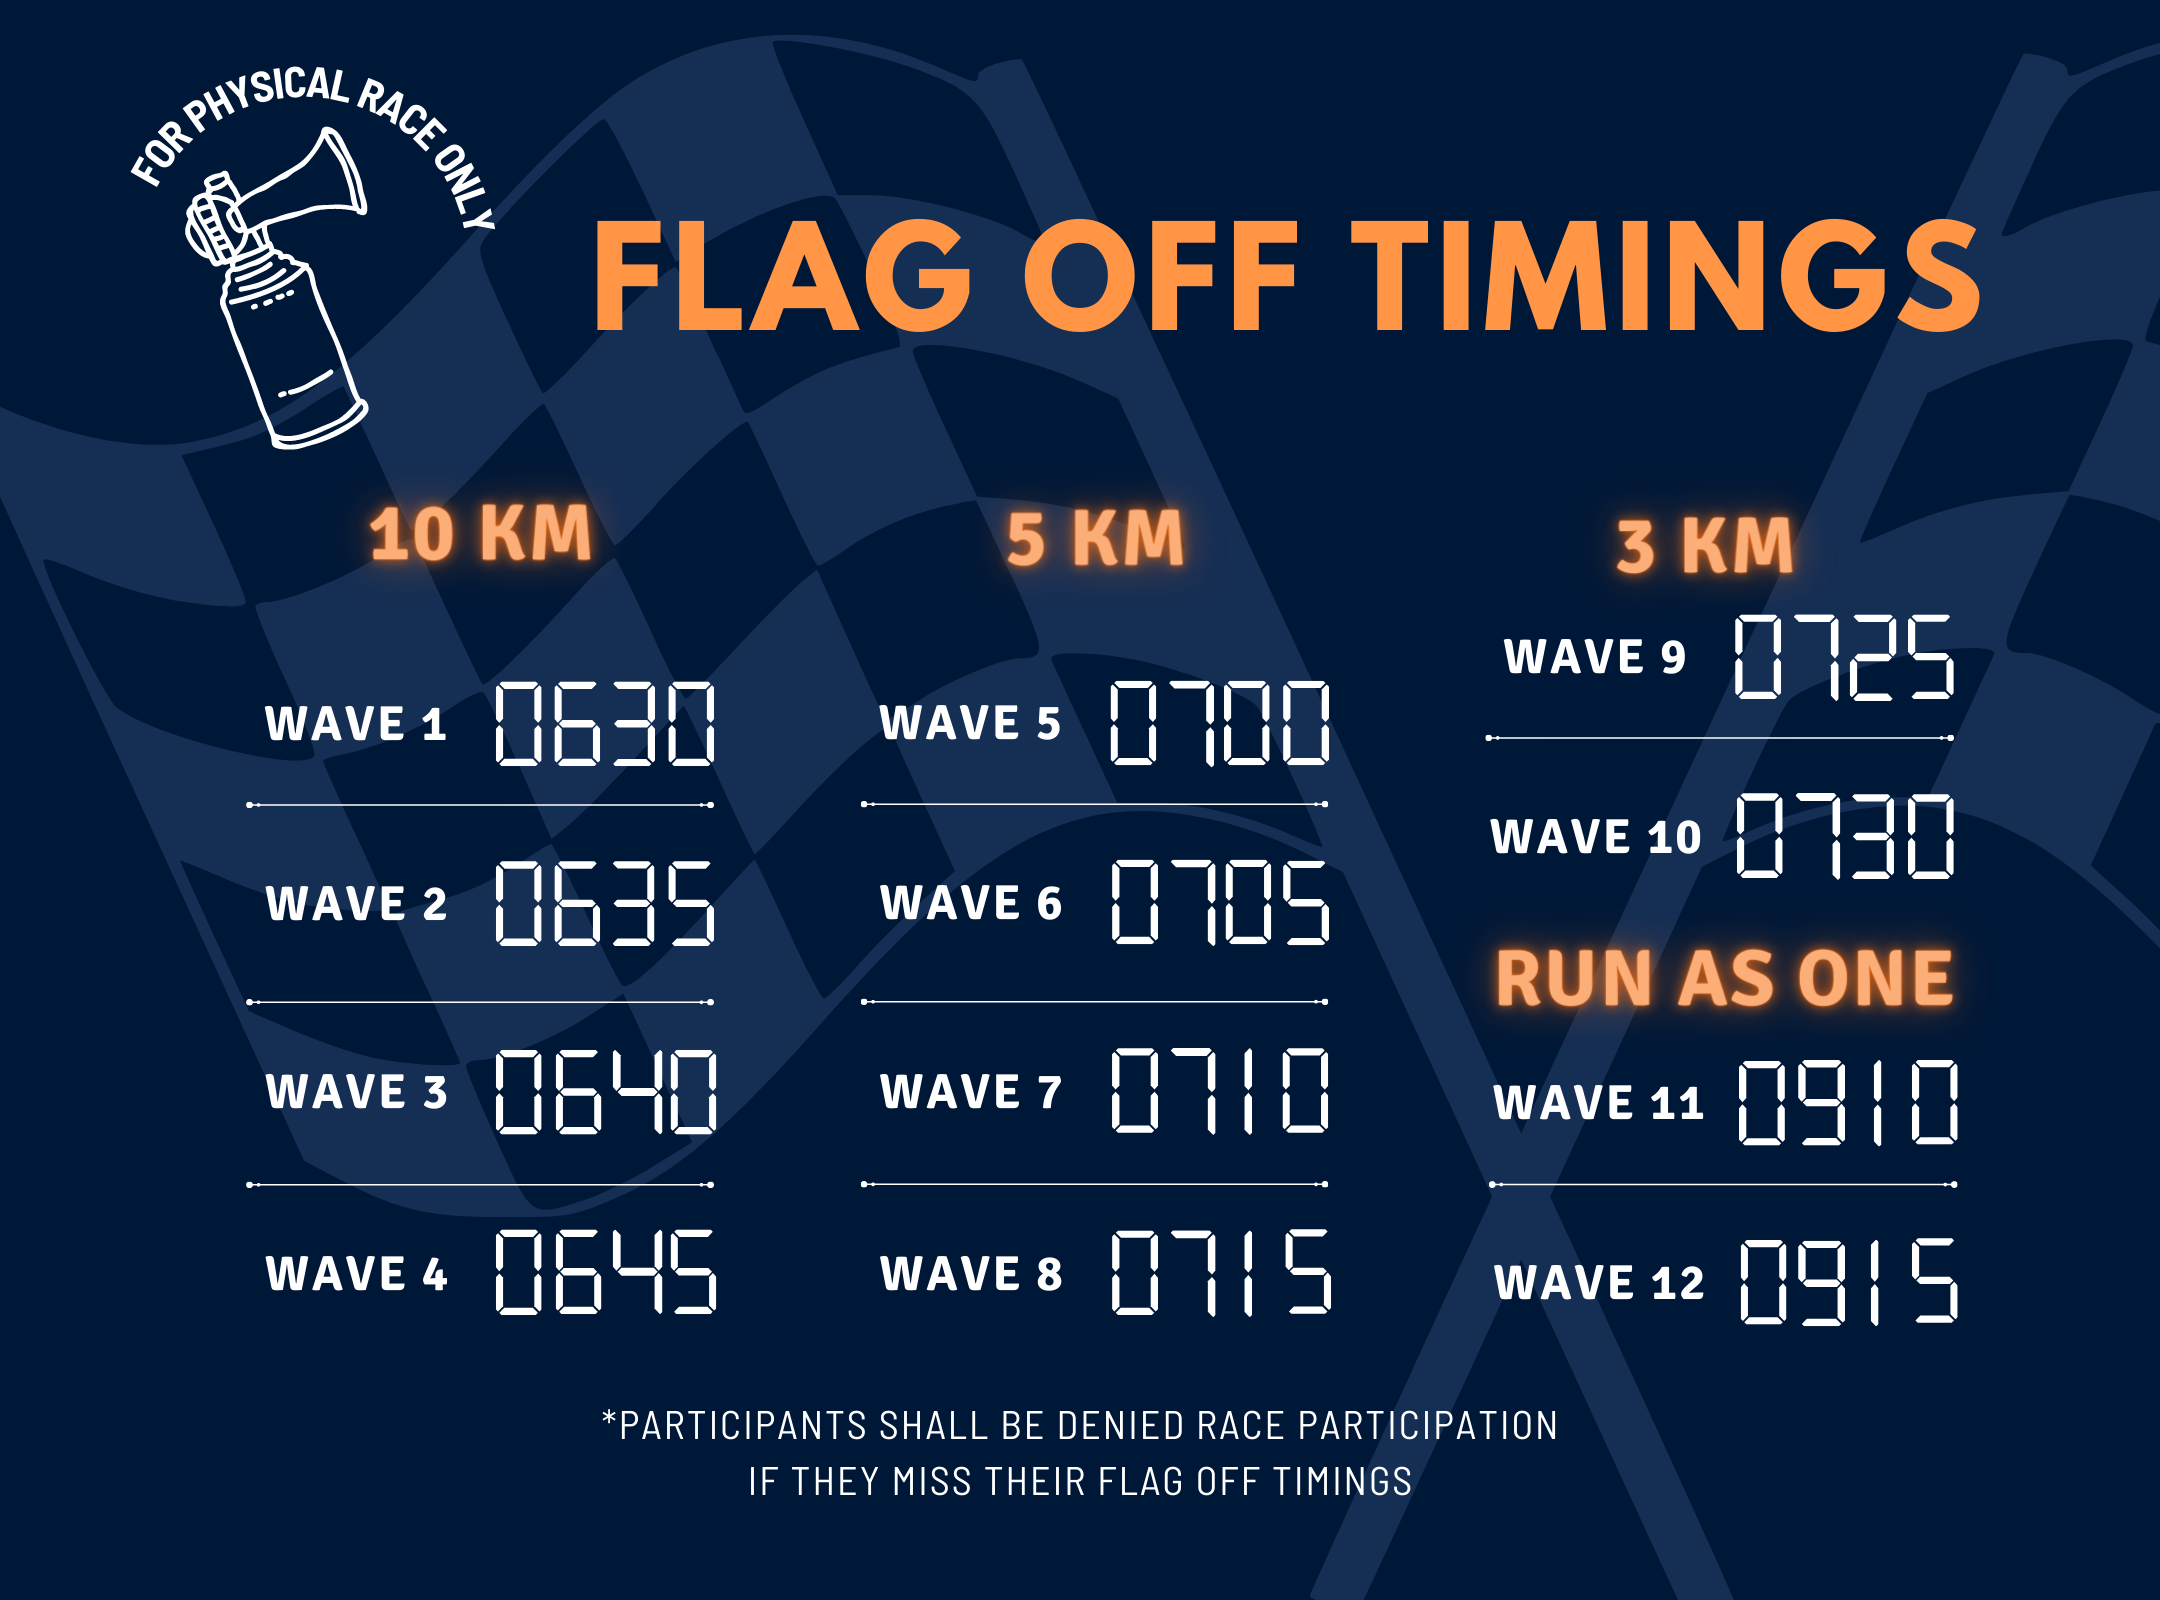 FOR PHYSICAL RACE ONLY
FLAG OFF TIMINGS
10 KM
WAVE 1 0630
WAVE 2 0635
WAVE 3 0640
WAVE 4 0645
5 KM
WAVE 5 0700
WAVE 6 0705
WAVE 7 0710
WAVE 8 0715
3 KM
WAVE 9 0725
WAVE 10 0730
RUN AS ONE
WAVE 11 0910
WAVE 12 0915
*PARTICIPANTS SHALL BE DENIED RACE PARTICIPATION
IF THEY MISS THEIR FLAG OFF TIMINGS